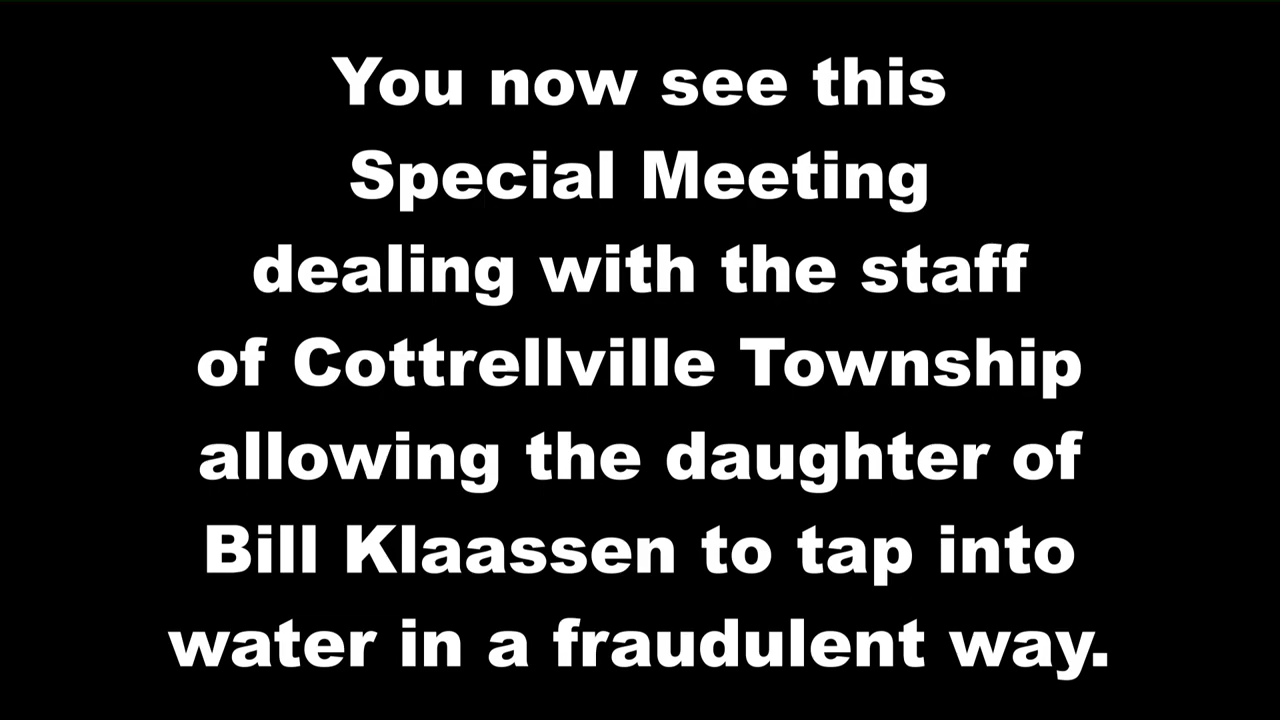 You now see this
Special Meeting
dealing with the staff
of Cottrellville Township
allowing the daughter of
Bill Klaassen to tap into
water in a fraudulent way.